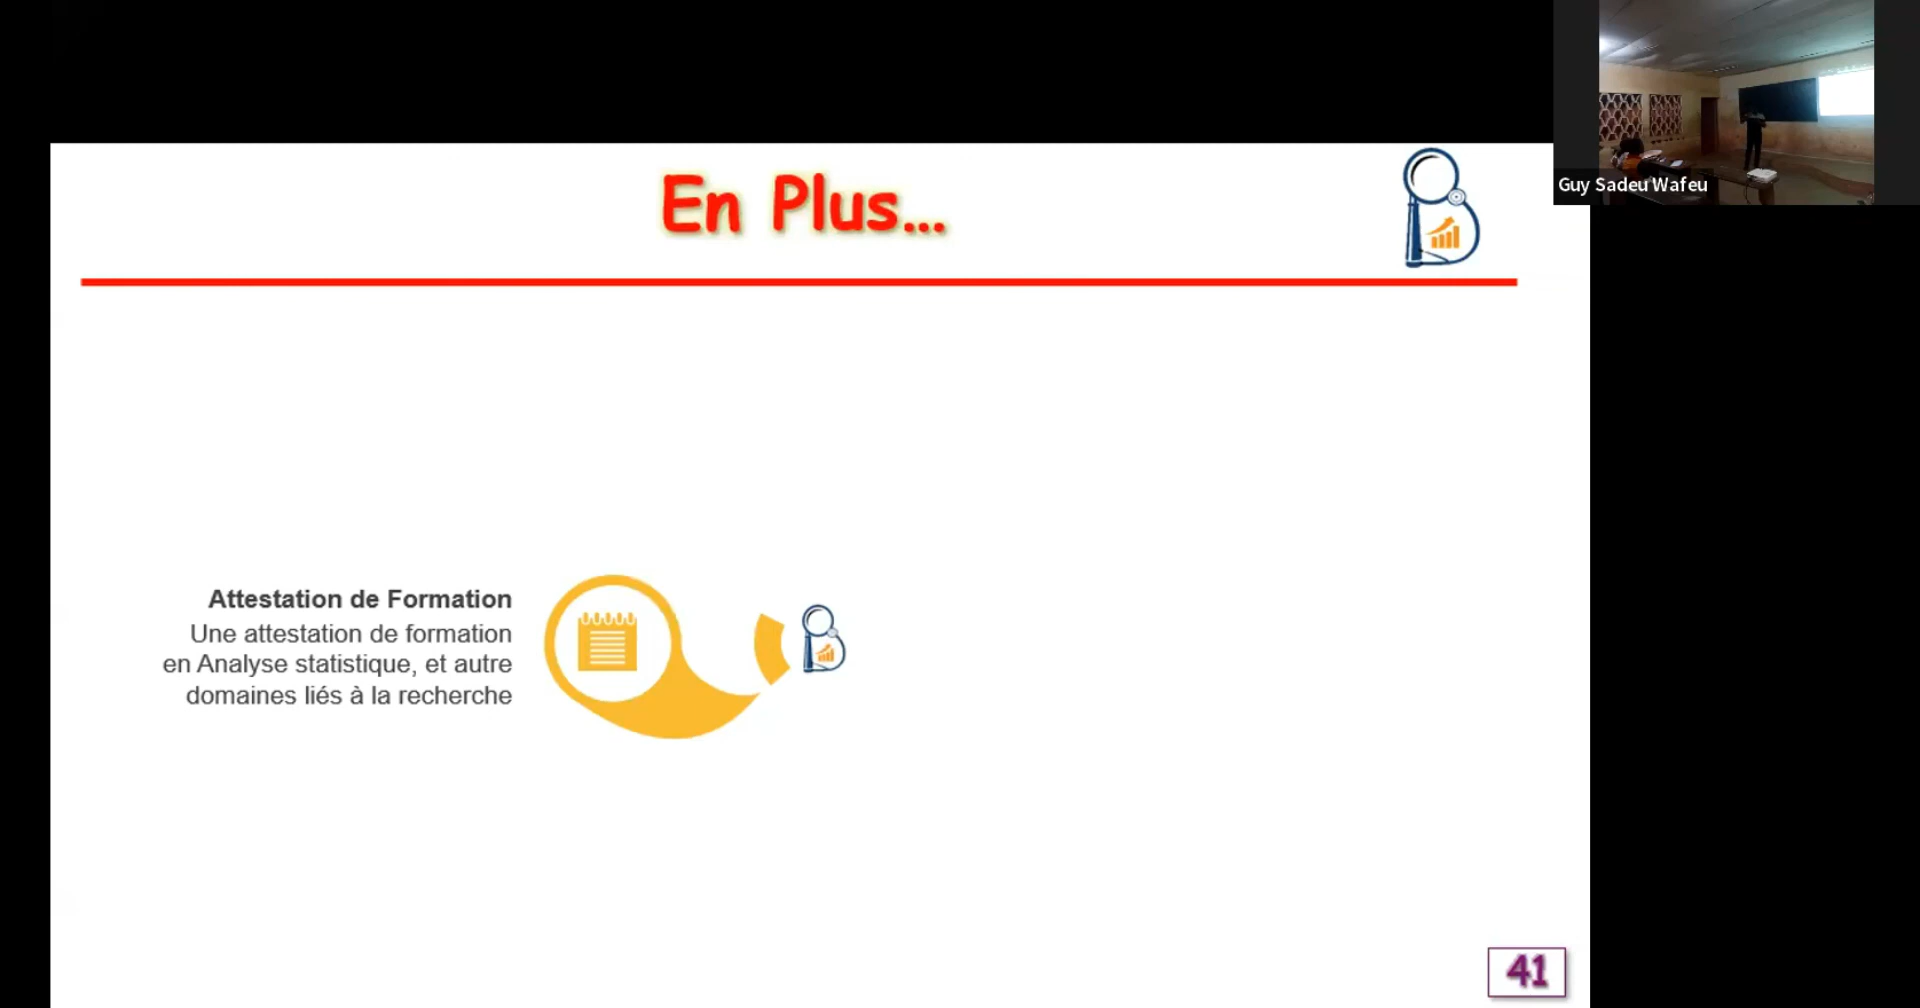 En Plus...
Guy Sadeu Wafeu
Attestation de Formation
Une attestation de formation
en Analyse statistique, et autre
domaines liés à la recherche
41